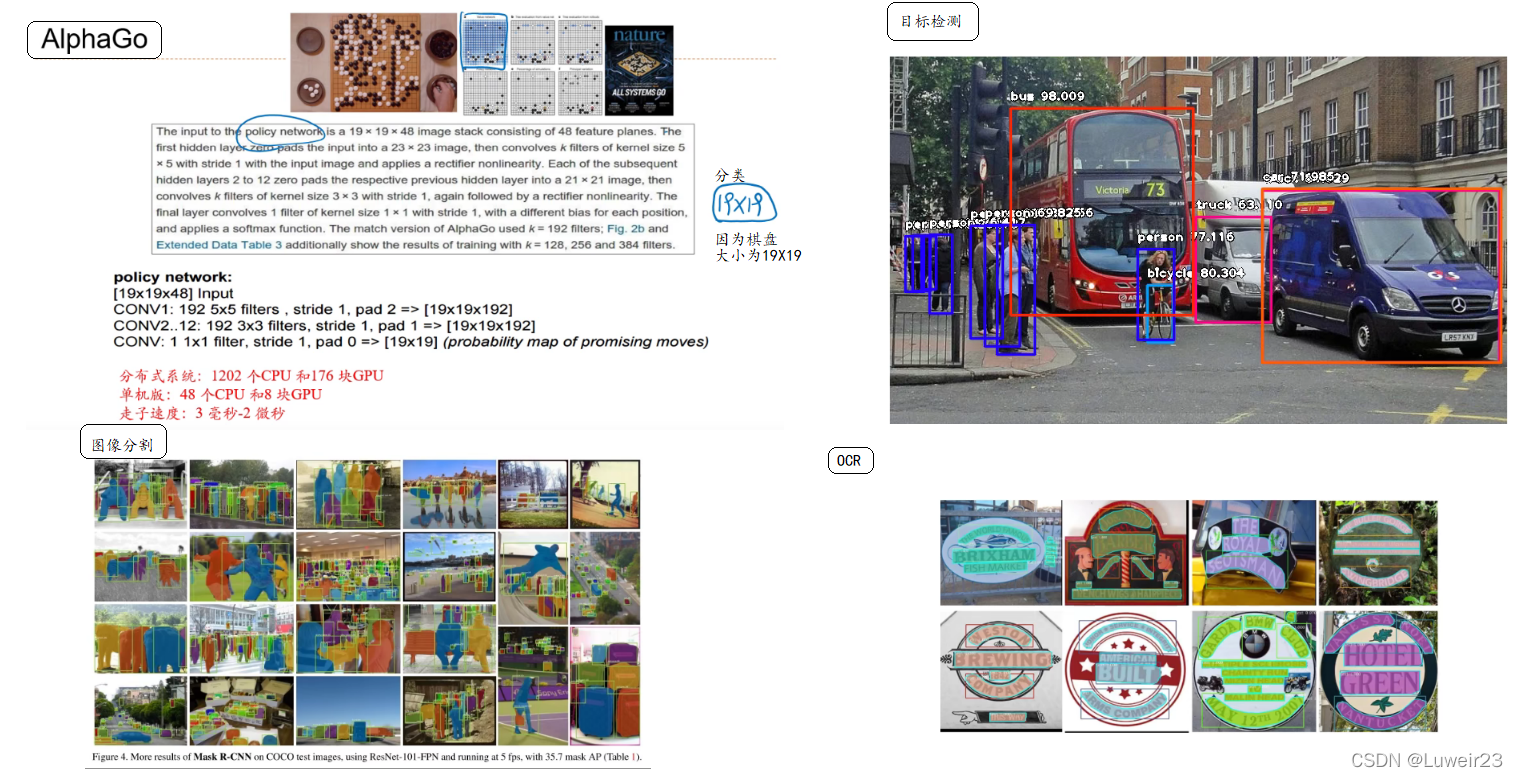 AlphaGo
nature
ALL SYSTEMS GO
The input to the policy network is a 19 × 19 × 48 image stack consisting of 48 feature planes. The
first hidden layer zero pads the input into a 23 × 23 image, then convolves k filters of kernel size 5
× 5 with stride 1 with the input image and applies a rectifier nonlinearity. Each of the subsequent
hidden layers 2 to 12 zero pads the respective previous hidden layer into a 21 × 21 image, then
convolves k filters of kernel size 3 × 3 with stride 1, again followed by a rectifier nonlinearity. The
final layer convolves 1 filter of kernel size 1 × 1 with stride 1, with a different bias for each position,
and applies a softmax function. The match version of AlphaGo used k = 192 filters; Fig. 2b and
Extended Data Table 3 additionally show the results of training with k = 128, 256 and 384 filters.
分类
19X19
因为棋盘
大小为19X19
policy network:
[19x19x48] Input
CONV1: 192 5x5 filters , stride 1, pad 2 => [19x19x192]
CONV2..12: 192 3x3 filters, stride 1, pad 1 => [19x19x192]
CONV: 1 1x1 filter, stride 1, pad 0 => [19x19] (probability map of promising moves)
分布式系统：1202 个CPU 和176 块GPU
单机版：48 个CPU 和8 块GPU
走子速度：3 毫秒-2 微秒
目标检测
bus 98.009
Victoria 73
truck 63.
person 77.116
bicycle 80.304
G4S
LR57 KNX
图像分割
Figure 4. More results of Mask R-CNN on COCO test images, using ResNet-101-FPN and running at 5 fps, with 35.7 mask AP (Table 1).
OCR
BRIXHAM
FISH MARKET
THE
ROYAL
SCOTSMAN
WESTON
BREWING
COMPANY
AMERICAN
BUILT
ARMS COMPANY
GARDA BMW CLUB
MAY 12TH 200
VANESSA
HOTEL
GREEN
NANTUCKET
CSDN @Luweir23